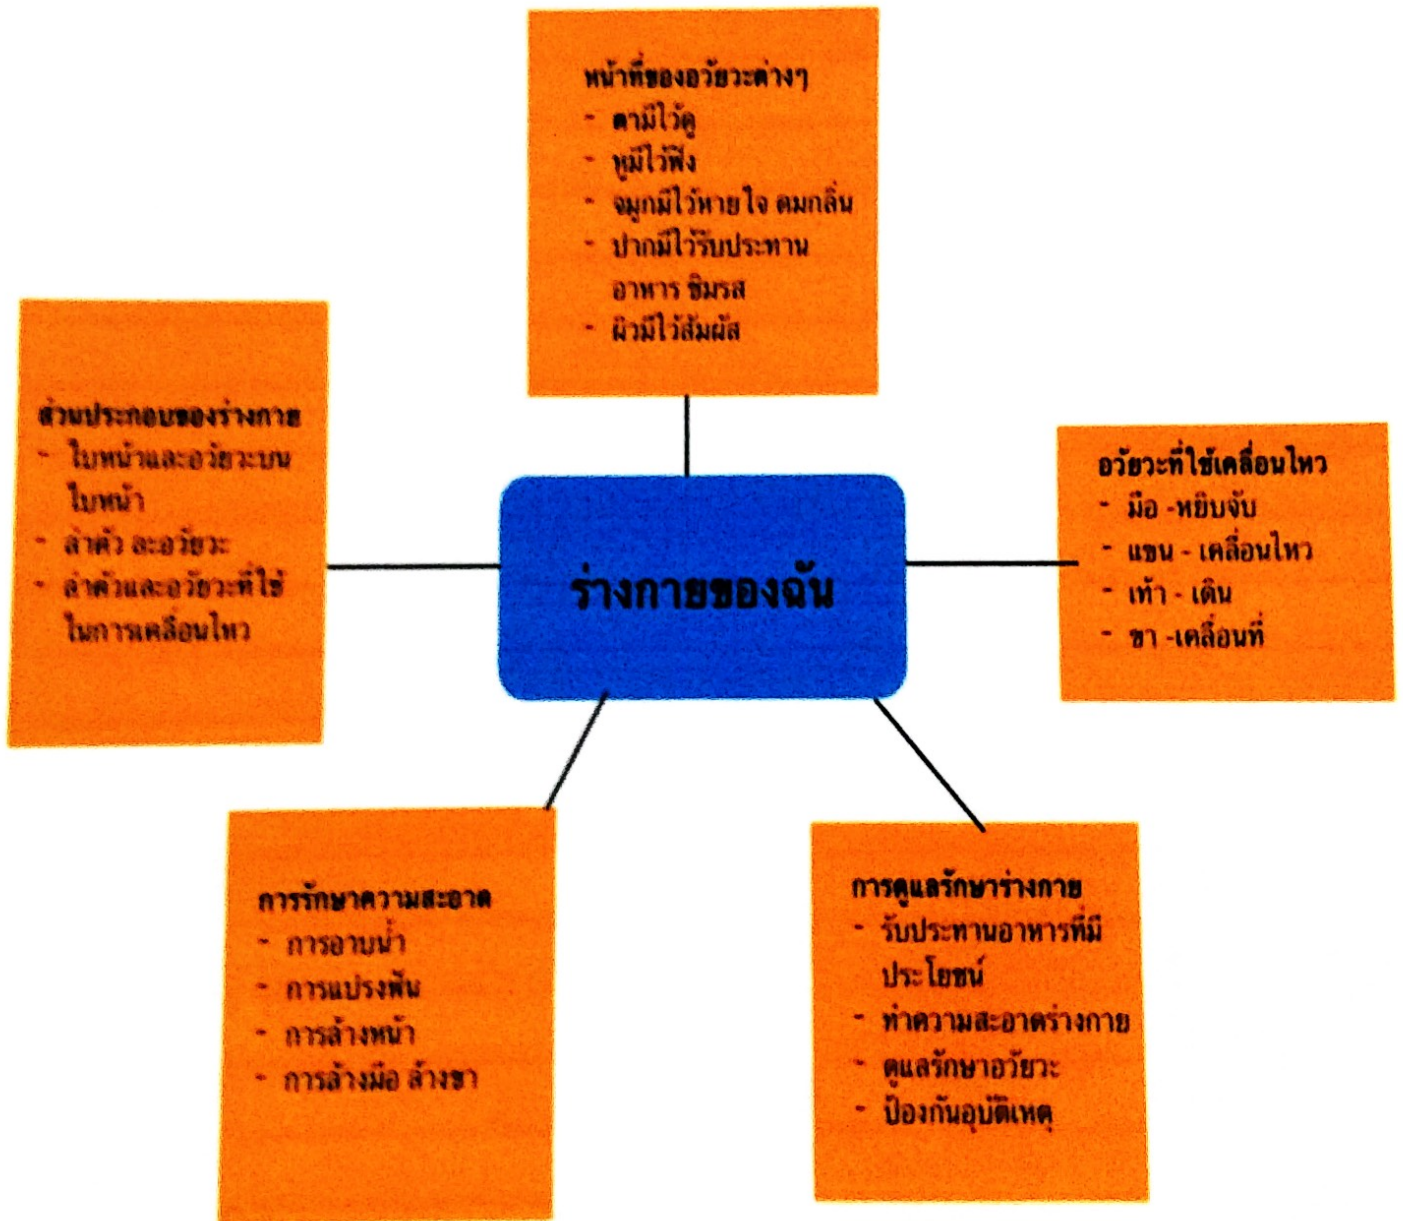 หน้าที่ของอวัยวะต่างๆ
- ตามีไว้ดู
- หูมีไว้ฟัง
- จมูกมีไว้หายใจ ดมกลิ่น
- ปากมีไว้รับประทาน
อาหาร ชิมรส
- ผิวมีไว้สัมผัส
ส่วนประกอบของร่างกาย
- ใบหน้าและอวัยวะบน
ใบหน้า
- ลำตัว ละอวัยวะ
- ลำตัวและอวัยวะที่ใช้
ในการเคลื่อนไหว
ร่างกายของฉัน
อวัยวะที่ใช้เคลื่อนไหว
- มือ -หยิบจับ
- แขน - เคลื่อนไหว
- เท้า - เดิน
- ขา -เคลื่อนที่
การรักษาความสะอาด
- การอาบน้ำ
- การแปรงฟัน
- การล้างหน้า
- การล้างมือ ล้างขา
การดูแลรักษาร่างกาย
- รับประทานอาหารที่มี
ประโยชน์
- ทำความสะอาดร่างกาย
- ดูแลรักษาอวัยวะ
- ป้องกันอุบัติเหตุ